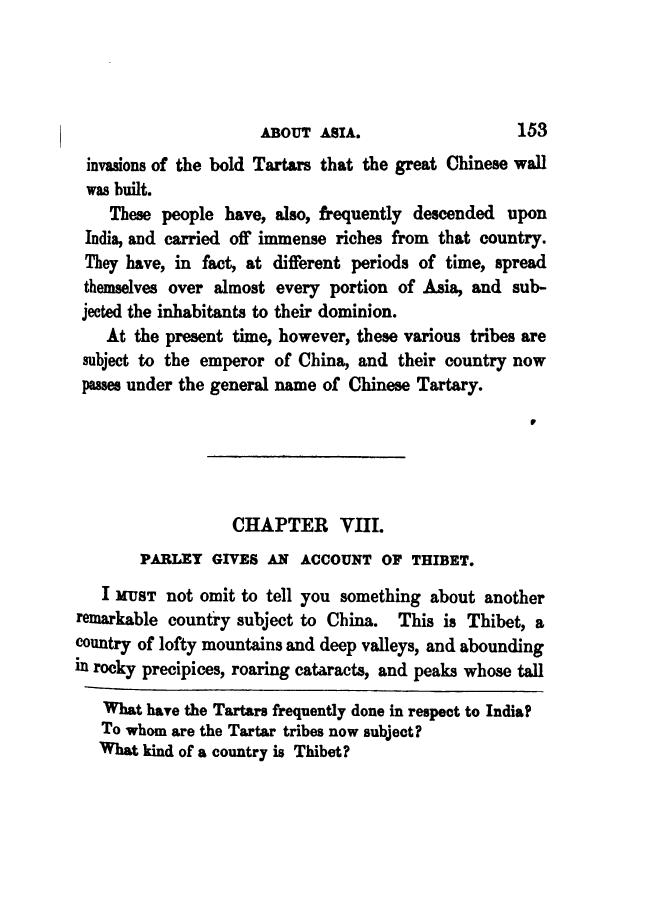 ABOUT ASIA. 153
invasions of the bold Tartars that the great Chinese wall
was built.
These people have, also, frequently descended upon
India, and carried off immense riches from that country.
They have, in fact, at different periods of time, spread
themselves over almost every portion of Asia, and sub-
jected the inhabitants to their dominion.
At the present time, however, these various tribes are
subject to the emperor of China, and their country now
passes under the general name of Chinese Tartary.
CHAPTER VIII.
PARLEY GIVES AN ACCOUNT OF THIBET.
I MUST not omit to tell you something about another
remarkable country subject to China. This is Thibet, a
country of lofty mountains and deep valleys, and abounding
in rocky precipices, roaring cataracts, and peaks whose tall
What have the Tartars frequently done in respect to India?
To whom are the Tartar tribes now subject?
What kind of a country is Thibet?